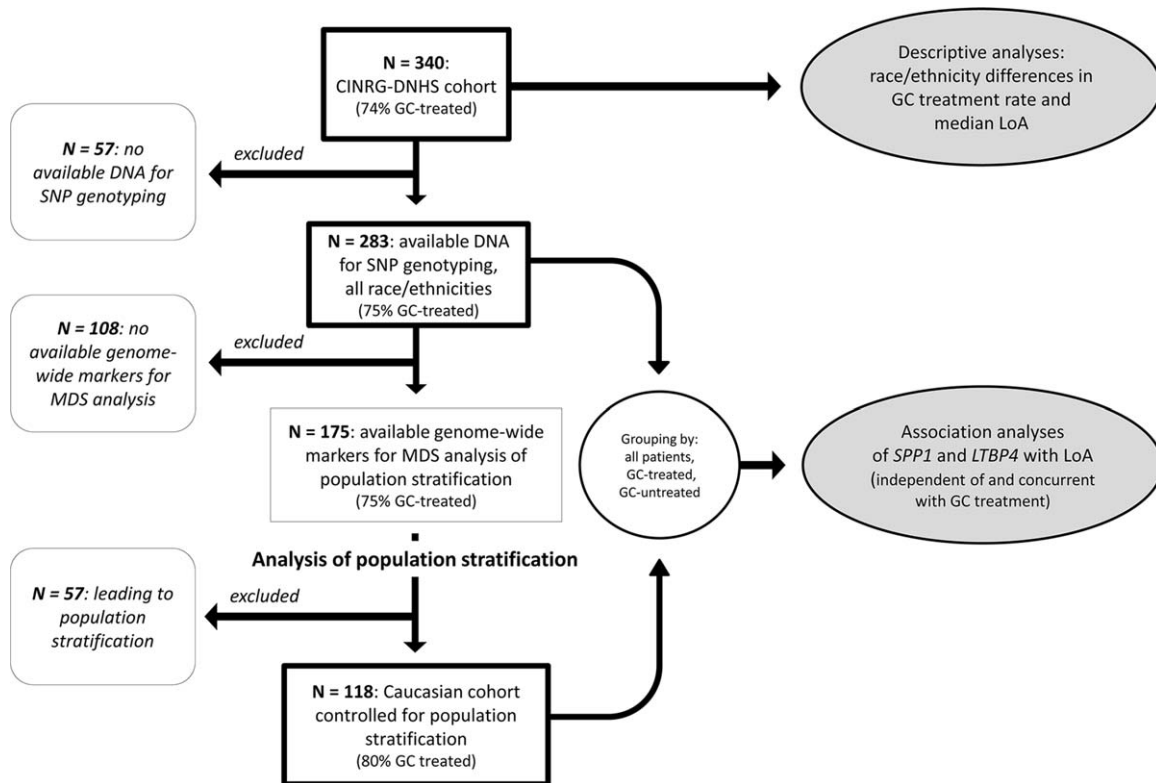 N = 340:
CINRG-DNHS cohort
(74% GC-treated)
Descriptive analyses:
race/ethnicity differences in
GC treatment rate and
median LoA
N = 57: no
available DNA for
SNP genotyping
excluded
N = 283: available DNA
for SNP genotyping,
all race/ethnicities
(75% GC-treated)
N = 108: no
available genome-
wide markers for
MDS analysis
excluded
N = 175: available genome-wide
markers for MDS analysis of
population stratification
(75% GC-treated)
Grouping by:
all patients,
GC-treated,
GC-untreated
Association analyses
of SPP1 and LTBP4 with LoA
(independent of and concurrent
with GC treatment)
Analysis of population stratification
N = 57: leading to
population
stratification
excluded
N = 118: Caucasian cohort
controlled for population
stratification
(80% GC treated)